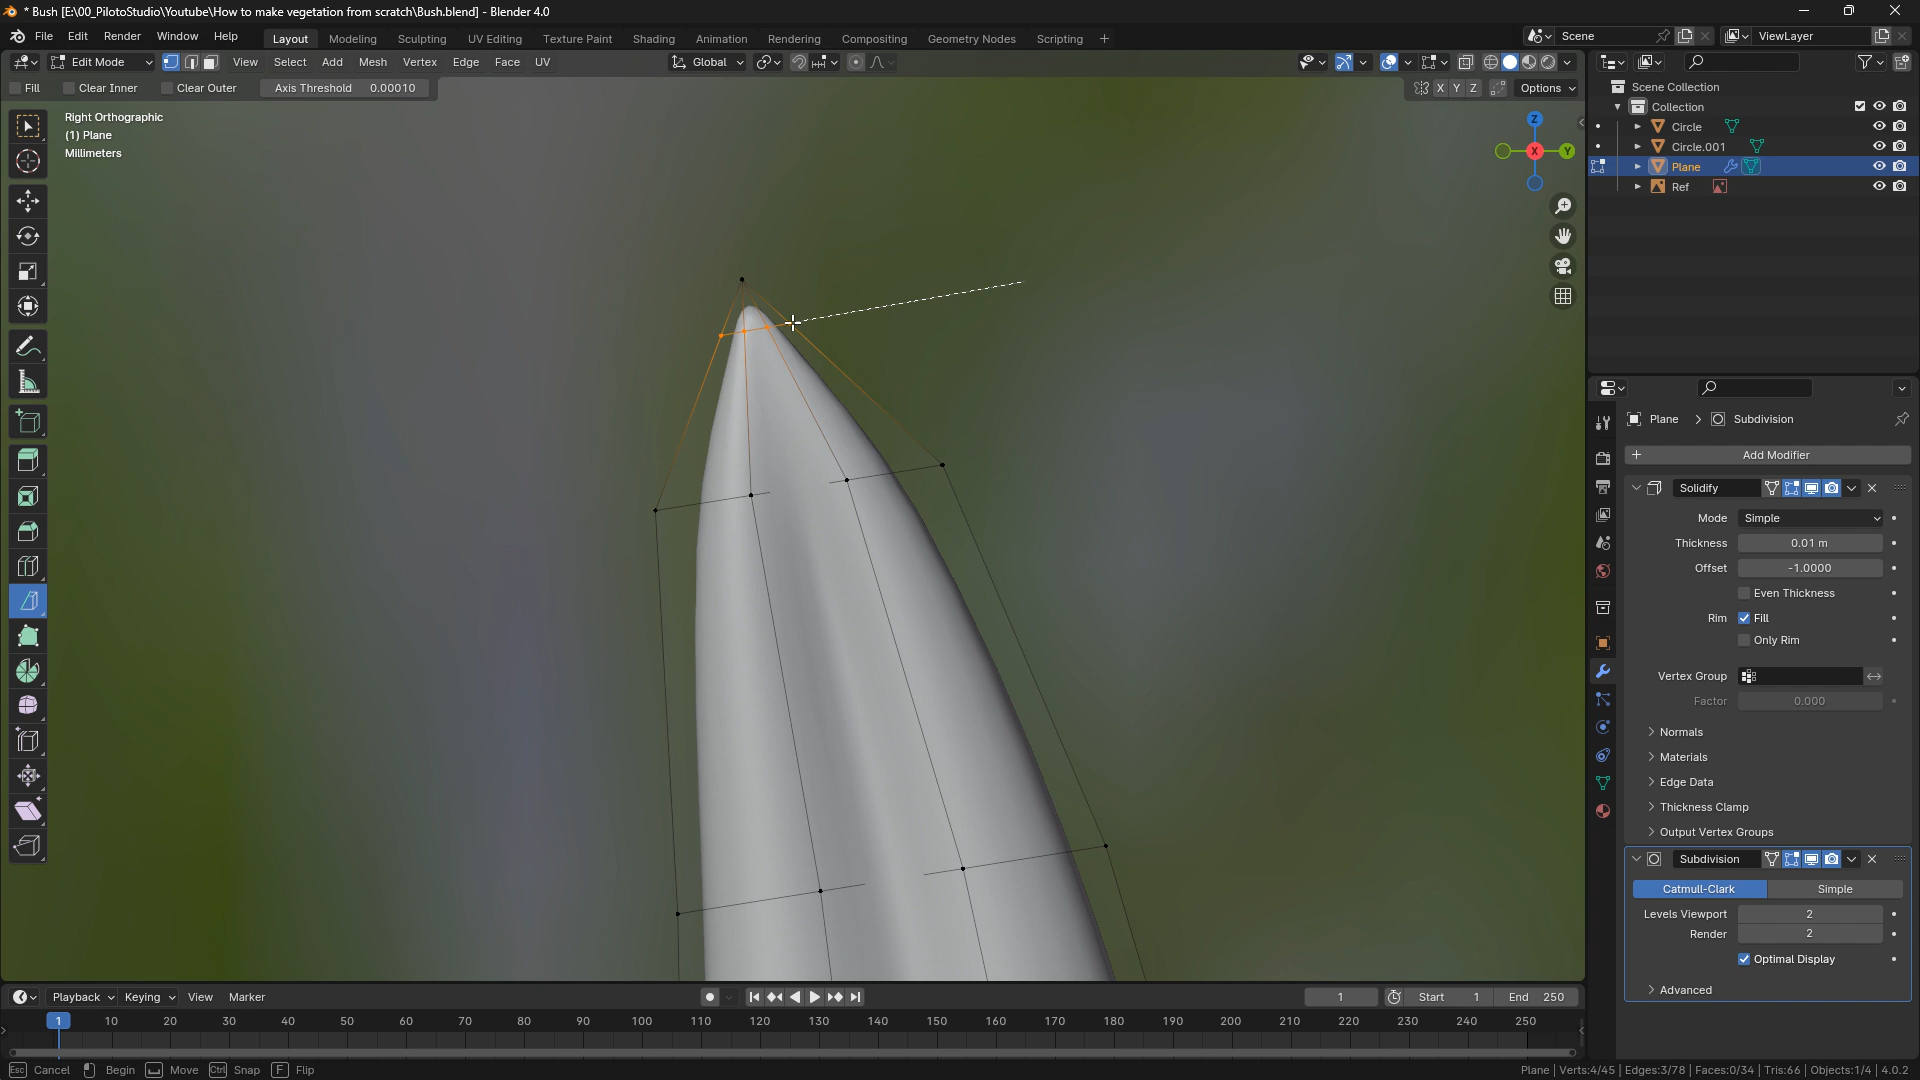 * Bush [E:\00_PilotoStudio\Youtube\How to make vegetation from scratch\Bush.blend] - Blender 4.0
File Edit Render Window Help
Layout Modeling Sculpting UV Editing Texture Paint Shading Animation Rendering Compositing Geometry Nodes Scripting +
Scene
ViewLayer
Edit Mode
View Select Add Mesh Vertex Edge Face UV
Global
Fill Clear Inner Clear Outer Axis Threshold 0.00010
X Y Z Options
Right Orthographic
(1) Plane
Millimeters
Z
X
Y
Scene Collection
Collection
Circle
Circle.001
Plane
Ref
Plane > Subdivision
+ Add Modifier
Solidify
Mode Simple
Thickness 0.01 m
Offset -1.0000
Even Thickness
Rim Fill
Only Rim
Vertex Group
Factor 0.000
Normals
Materials
Edge Data
Thickness Clamp
Output Vertex Groups
Subdivision
Catmull-Clark Simple
Levels Viewport 2
Render 2
Optimal Display
Advanced
Playback Keying View Marker
1 Start 1 End 250
1 10 20 30 40 50 60 70 80 90 100 110 120 130 140 150 160 170 180 190 200 210 220 230 240 250
Esc Cancel Begin Move Ctrl Snap F Flip
Plane | Verts:4/45 | Edges:3/78 | Faces:0/34 | Tris:66 | Objects:1/4 | 4.0.2